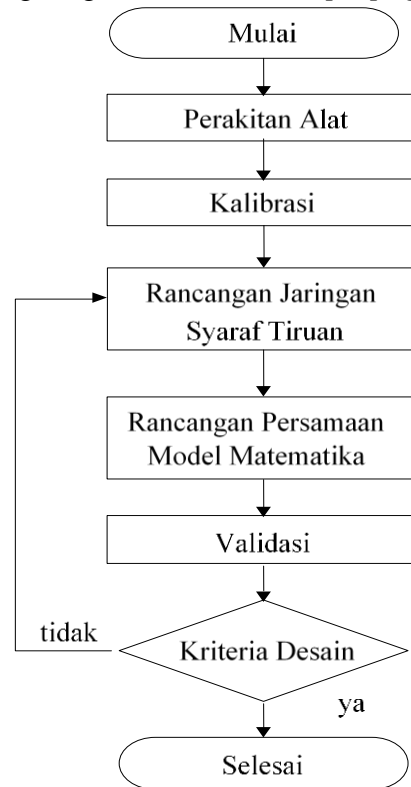 Mulai
Perakitan Alat
Kalibrasi
Rancangan Jaringan
Syaraf Tiruan
Rancangan Persamaan
Model Matematika
Validasi
tidak
Kriteria Desain
ya
Selesai